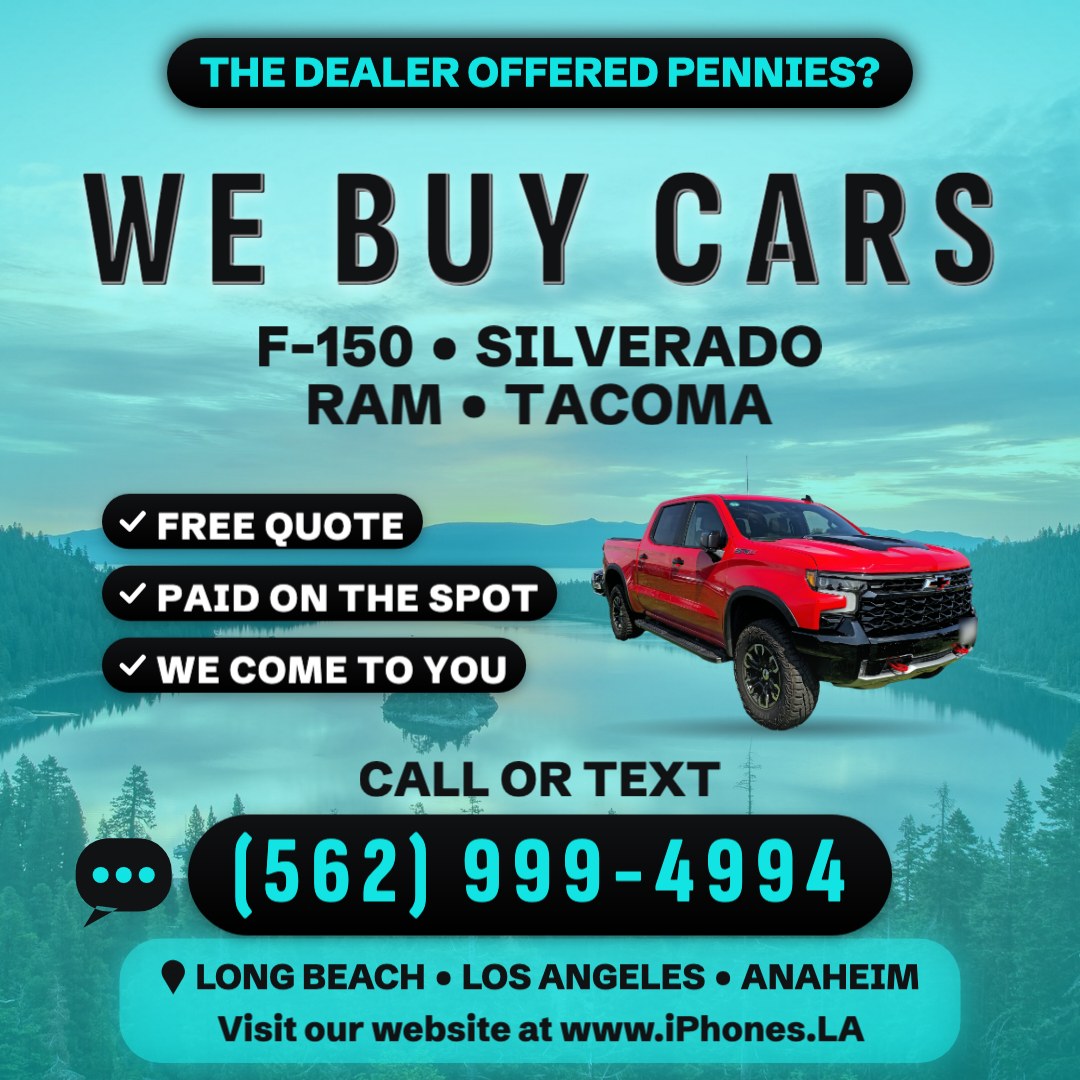 THE DEALER OFFERED PENNIES?
WE BUY CARS
F-150 • SILVERADO
RAM • TACOMA
FREE QUOTE
PAID ON THE SPOT
WE COME TO YOU
CALL OR TEXT
(562) 999-4994
LONG BEACH • LOS ANGELES • ANAHEIM
Visit our website at www.iPhones.LA